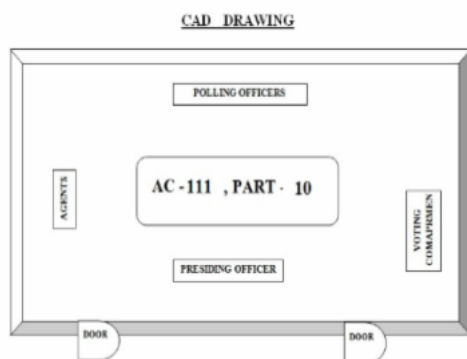 CAD DRAWING
POLLING OFFICERS
AGENTS
AC -111 , PART - 10
VOTING
COMAPRMEN
PRESIDING OFFICER
DOOR
DOOR